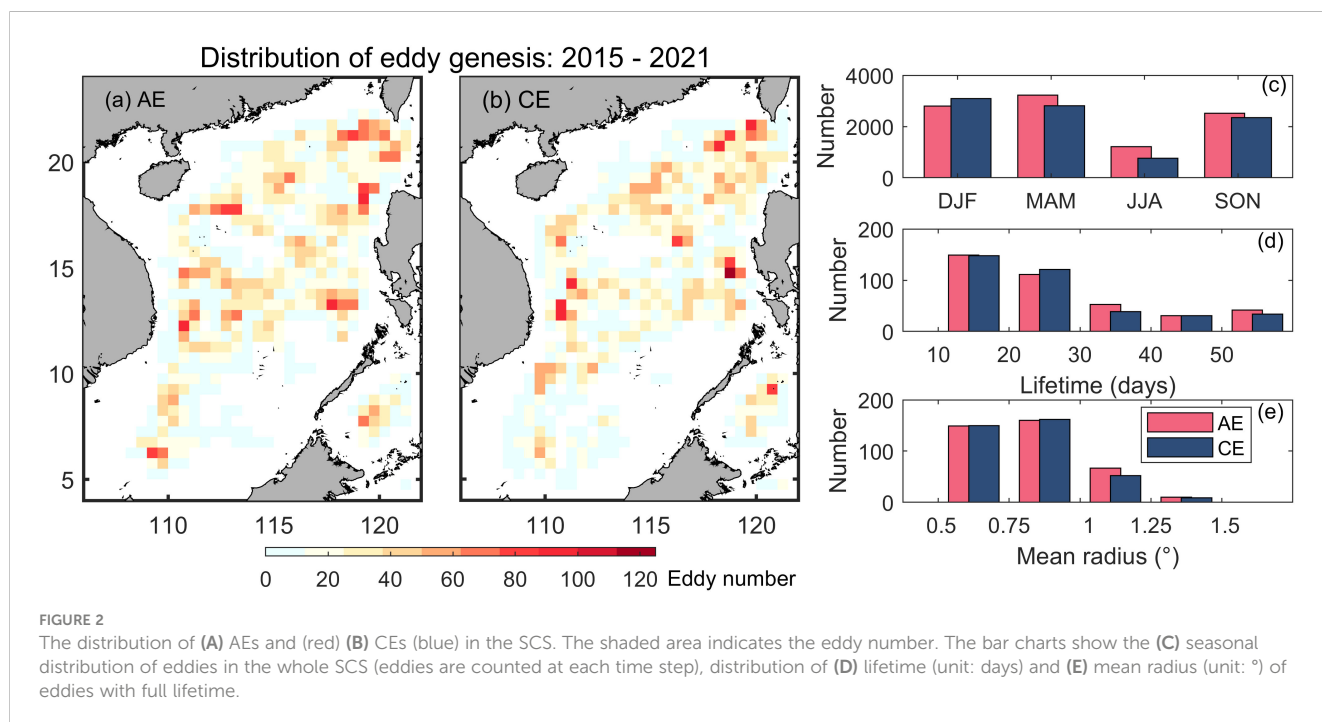 Distribution of eddy genesis: 2015 - 2021
(a) AE
(b) CE
20
15
10
5
110
115
120
110
115
120
0
20
40
60
80
100
120
Eddy number
(c)
Number
4000
2000
0
DJF
MAM
JJA
SON
(d)
Number
200
100
0
10
20
30
40
50
Lifetime (days)
(e)
Number
200
100
0
AE
CE
0.5
0.75
1
1.25
1.5
Mean radius (°)
FIGURE 2
The distribution of (A) AEs and (red) (B) CEs (blue) in the SCS. The shaded area indicates the eddy number. The bar charts show the (C) seasonal
distribution of eddies in the whole SCS (eddies are counted at each time step), distribution of (D) lifetime (unit: days) and (E) mean radius (unit: °) of
eddies with full lifetime.